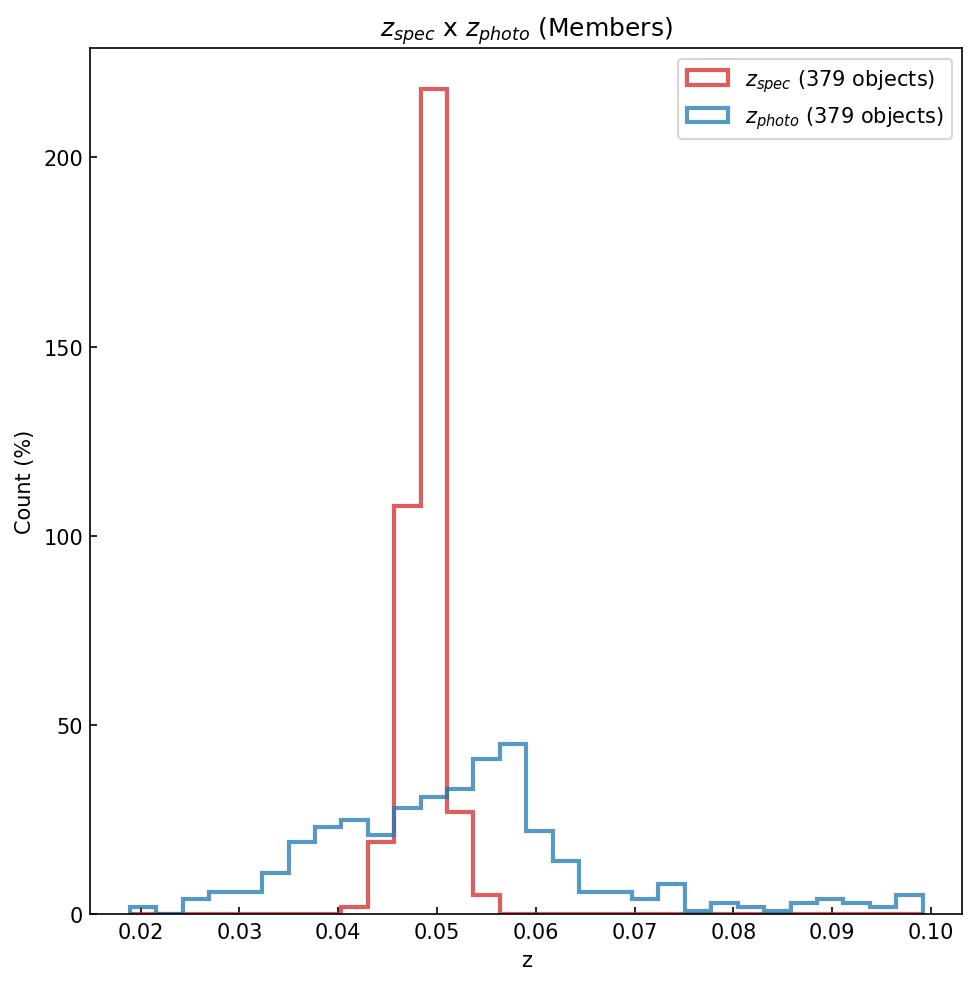 z_spec x z_photo (Members)
z_spec (379 objects)
z_photo (379 objects)
Count (%)
200
150
100
50
0
0.02 0.03 0.04 0.05 0.06 0.07 0.08 0.09 0.10
z